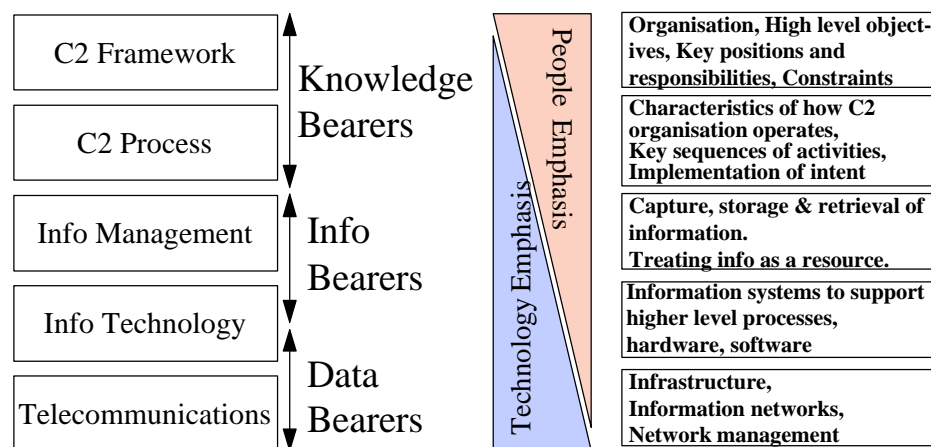 C2 Framework
C2 Process
Info Management
Info Technology
Telecommunications
Knowledge
Bearers
Info
Bearers
Data
Bearers
People Emphasis
Technology Emphasis
Organisation, High level object-
ives, Key positions and
responsibilities, Constraints
Characteristics of how C2
organisation operates,
Key sequences of activities,
Implementation of intent
Capture, storage & retrieval of
information.
Treating info as a resource.
Information systems to support
higher level processes,
hardware, software
Infrastructure,
Information networks,
Network management